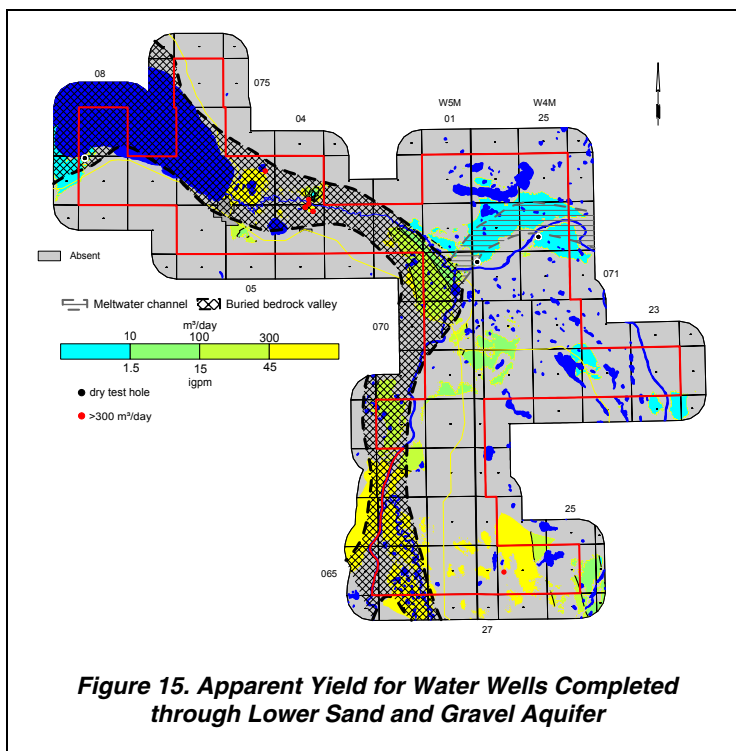 08
075
04
W5M
W4M
01
25
Absent
05
071
Meltwater channel
Buried bedrock valley
23
070
m³/day
10
100
300
1.5
15
45
igpm
dry test hole
>300 m³/day
25
065
27
Figure 15. Apparent Yield for Water Wells Completed
through Lower Sand and Gravel Aquifer